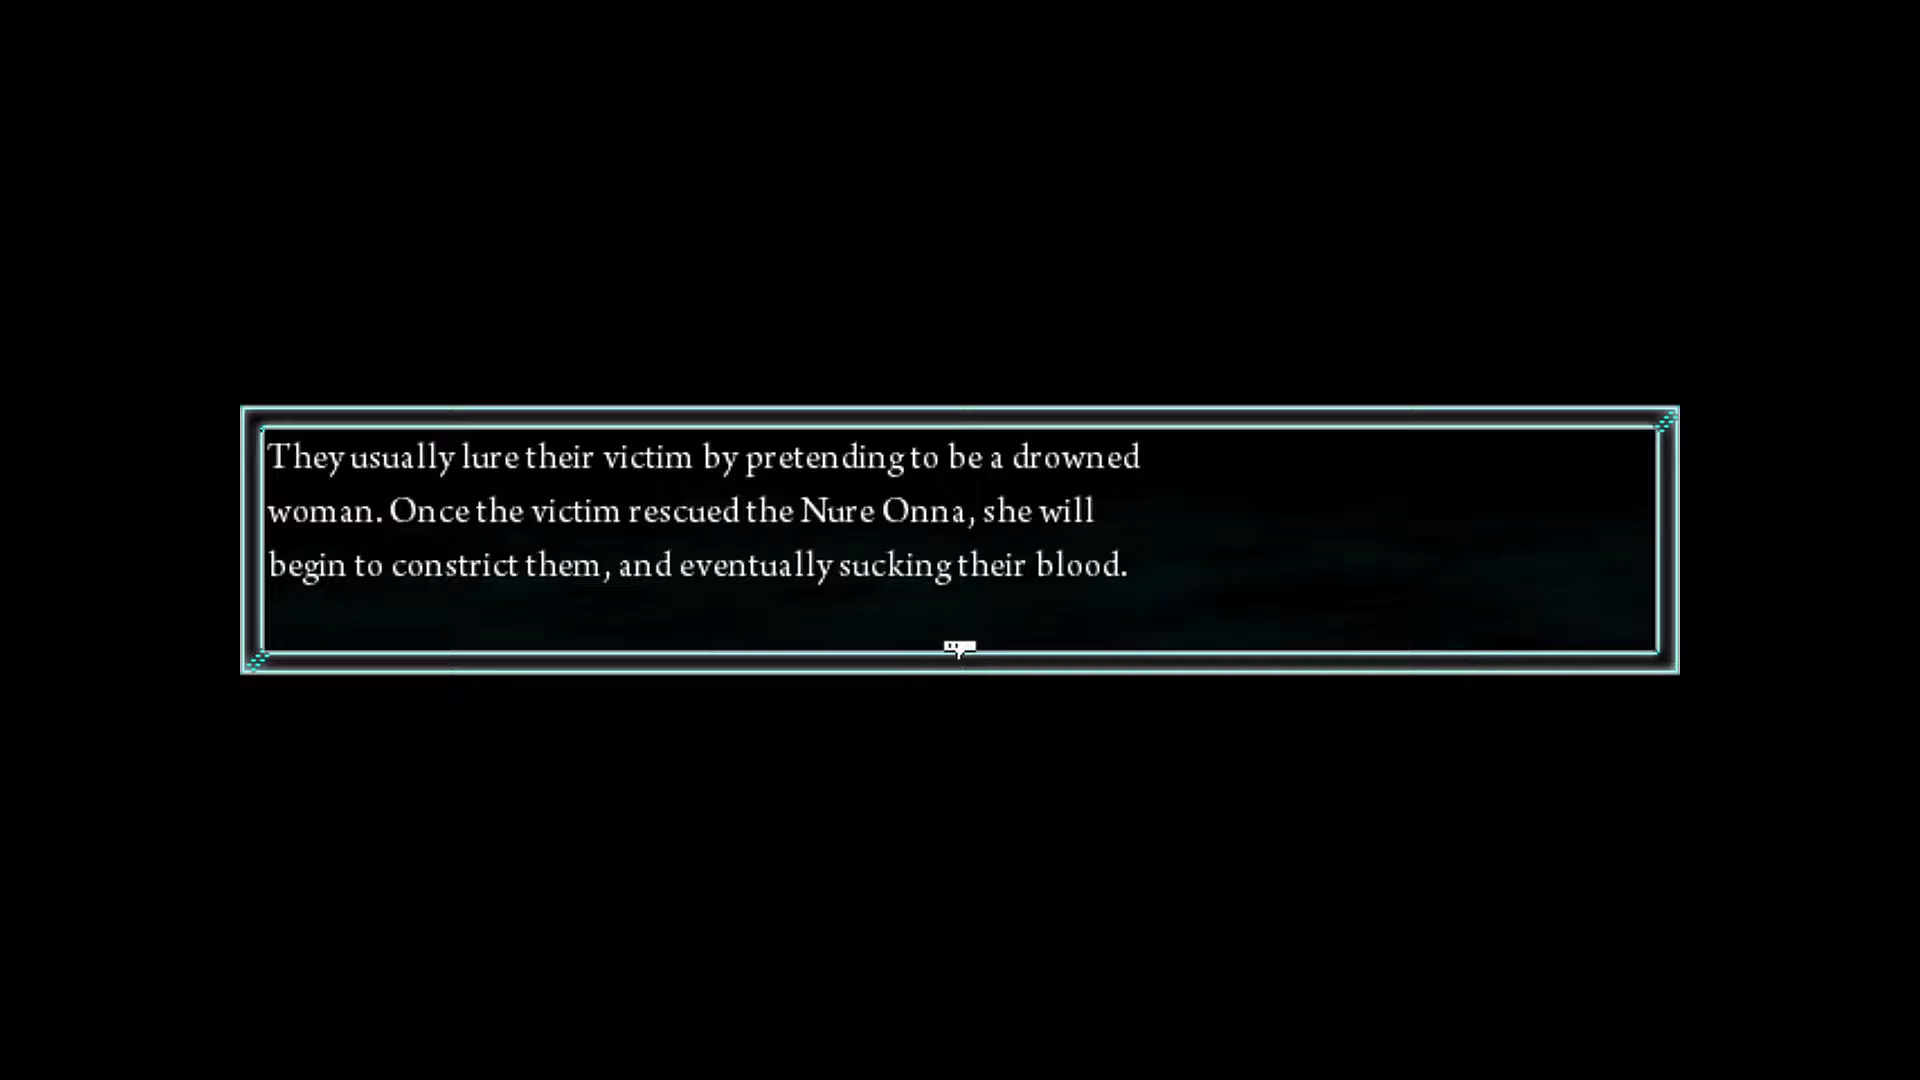 They usually lure their victim by pretending to be a drowned
woman. Once the victim rescued the Nure Onna, she will
begin to constrict them, and eventually sucking their blood.